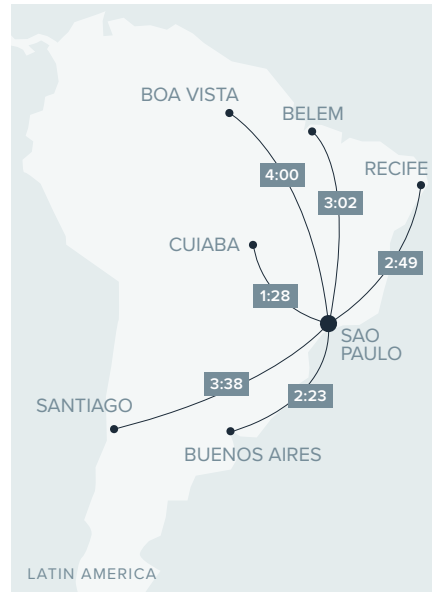 BOA VISTA
BELEM
RECIFE
4:00
3:02
CUIABA
2:49
1:28
SAO
PAULO
3:38
2:23
SANTIAGO
BUENOS AIRES
LATIN AMERICA